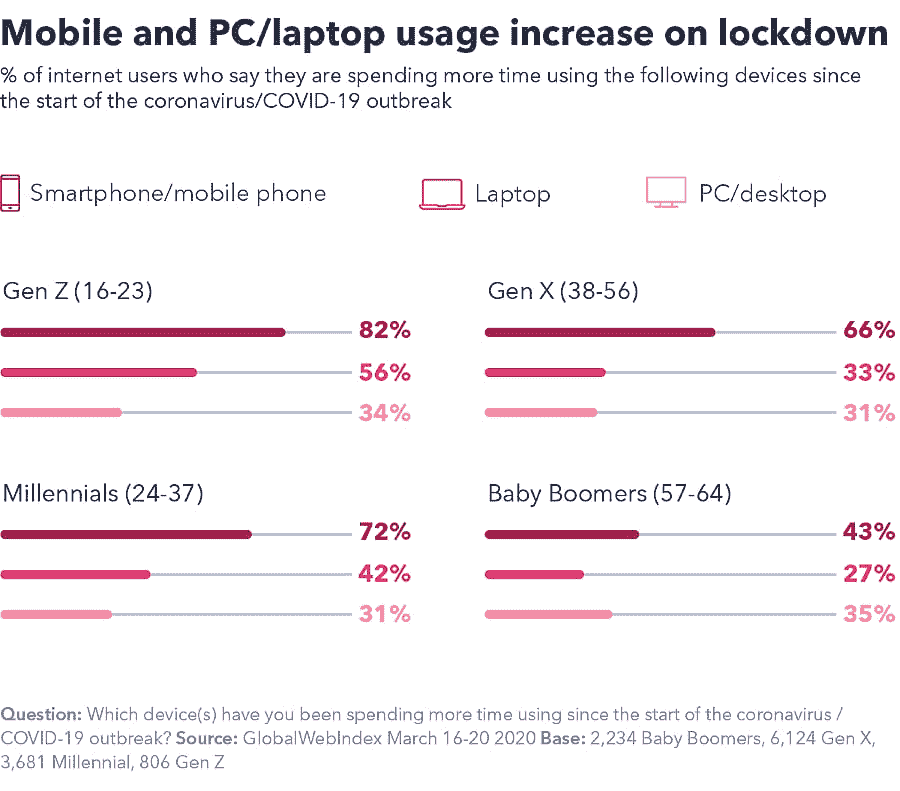 Mobile and PC/laptop usage increase on lockdown
% of internet users who say they are spending more time using the following devices since
the start of the coronavirus/COVID-19 outbreak
Smartphone/mobile phone
Laptop
PC/desktop
Gen Z (16-23)
82%
56%
34%
Gen X (38-56)
66%
33%
31%
Millennials (24-37)
72%
42%
31%
Baby Boomers (57-64)
43%
27%
35%
Question: Which device(s) have you been spending more time using since the start of the coronavirus /
COVID-19 outbreak? Source: GlobalWebIndex March 16-20 2020 Base: 2,234 Baby Boomers, 6,124 Gen X,
3,681 Millennial, 806 Gen Z